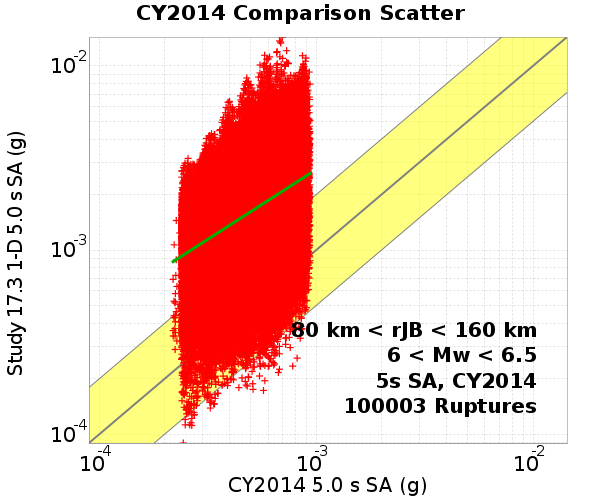 CY2014 Comparison Scatter
Study 17.3 1-D 5.0 s SA (g)
10-2
10-3
10-4
80 km < rJB < 160 km
6 < Mw < 6.5
5s SA, CY2014
100003 Ruptures
10-4 10-3 10-2
CY2014 5.0 s SA (g)